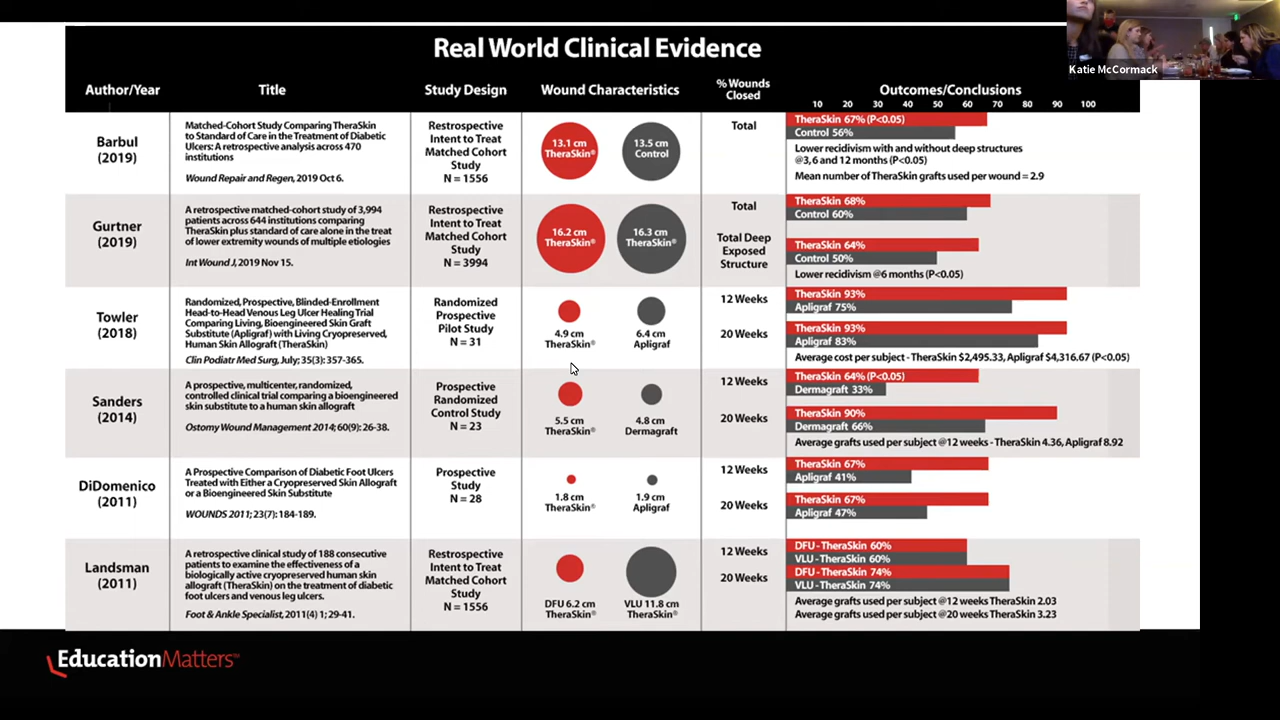 Real World Clinical Evidence
Katie McCormack
Author/Year
Title
Study Design
Wound Characteristics
% Wounds
Closed
Outcomes/Conclusions
10 20 30 40 50 60 70 80 90 100
Barbul
(2019)
Matched-Cohort Study Comparing TheraSkin
to Standard of Care in the Treatment of Diabetic
Ulcers: A retrospective analysis across 470
institutions
Wound Repair and Regen, 2019 Oct 6.
Restrospective
Intent to Treat
Matched Cohort
Study
N = 1556
13.1 cm
TheraSkin®
13.5 cm
Control
Total
TheraSkin 67% (P<0.05)
Control 56%
Lower recidivism with and without deep structures
@3, 6 and 12 months (P<0.05)
Mean number of TheraSkin grafts used per wound = 2.9
Gurtner
(2019)
A retrospective matched-cohort study of 3,994
patients across 644 institutions comparing
TheraSkin plus standard of care alone in the treat
of lower extremity wounds of multiple etiologies
Int Wound J, 2019 Nov 15.
Restrospective
Intent to Treat
Matched Cohort
Study
N = 3994
16.2 cm
TheraSkin®
16.3 cm
TheraSkin®
Total
Total Deep
Exposed
Structure
TheraSkin 68%
Control 60%
TheraSkin 64%
Control 50%
Lower recidivism @6 months (P<0.05)
Towler
(2018)
Randomized, Prospective, Blinded-Enrollment
Head-to-Head Venous Leg Ulcer Healing Trial
Comparing Living, Bioengineered Skin Graft
Substitute (Apligraf) with Living Cryopreserved,
Human Skin Allograft (TheraSkin)
Clin Podiatr Med Surg, July; 35(3): 357-365.
Randomized
Prospective
Pilot Study
N = 31
4.9 cm
TheraSkin®
6.4 cm
Apligraf
12 Weeks
20 Weeks
TheraSkin 93%
Apligraf 75%
TheraSkin 93%
Apligraf 83%
Average cost per subject - TheraSkin $2,495.33, Apligraf $4,316.67 (P<0.05)
Sanders
(2014)
A prospective, multicenter, randomized,
controlled clinical trial comparing a bioengineered
skin substitute to a human skin allograft
Ostomy Wound Management 2014; 60(9): 26-38.
Prospective
Randomized
Control Study
N = 23
5.5 cm
TheraSkin®
4.8 cm
Dermagraft
12 Weeks
20 Weeks
TheraSkin 64% (P<0.05)
Dermagraft 33%
TheraSkin 90%
Dermagraft 66%
Average grafts used per subject @12 weeks - TheraSkin 4.36, Apligraf 8.92
DiDomenico
(2011)
A Prospective Comparison of Diabetic Foot Ulcers
Treated with Either a Cryopreserved Skin Allograft
or a Bioengineered Skin Substitute
WOUNDS 2011; 23(7): 184-189.
Prospective
Study
N = 28
1.8 cm
TheraSkin®
1.9 cm
Apligraf
12 Weeks
20 Weeks
TheraSkin 67%
Apligraf 41%
TheraSkin 67%
Apligraf 47%
Landsman
(2011)
A retrospective clinical study of 188 consecutive
patients to examine the effectiveness of a
biologically active cryopreserved human skin
allograft (TheraSkin) on the treatment of diabetic
foot ulcers and venous leg ulcers.
Foot & Ankle Specialist, 2011(4) 1; 29-41.
Restrospective
Intent to Treat
Matched Cohort
Study
N = 1556
DFU 6.2 cm
TheraSkin®
VLU 11.8 cm
TheraSkin®
12 Weeks
20 Weeks
DFU - TheraSkin 60%
VLU - TheraSkin 60%
DFU - TheraSkin 74%
VLU - TheraSkin 74%
Average grafts used per subject @12 weeks TheraSkin 2.03
Average grafts used per subject @20 weeks TheraSkin 3.23
EducationMatters™